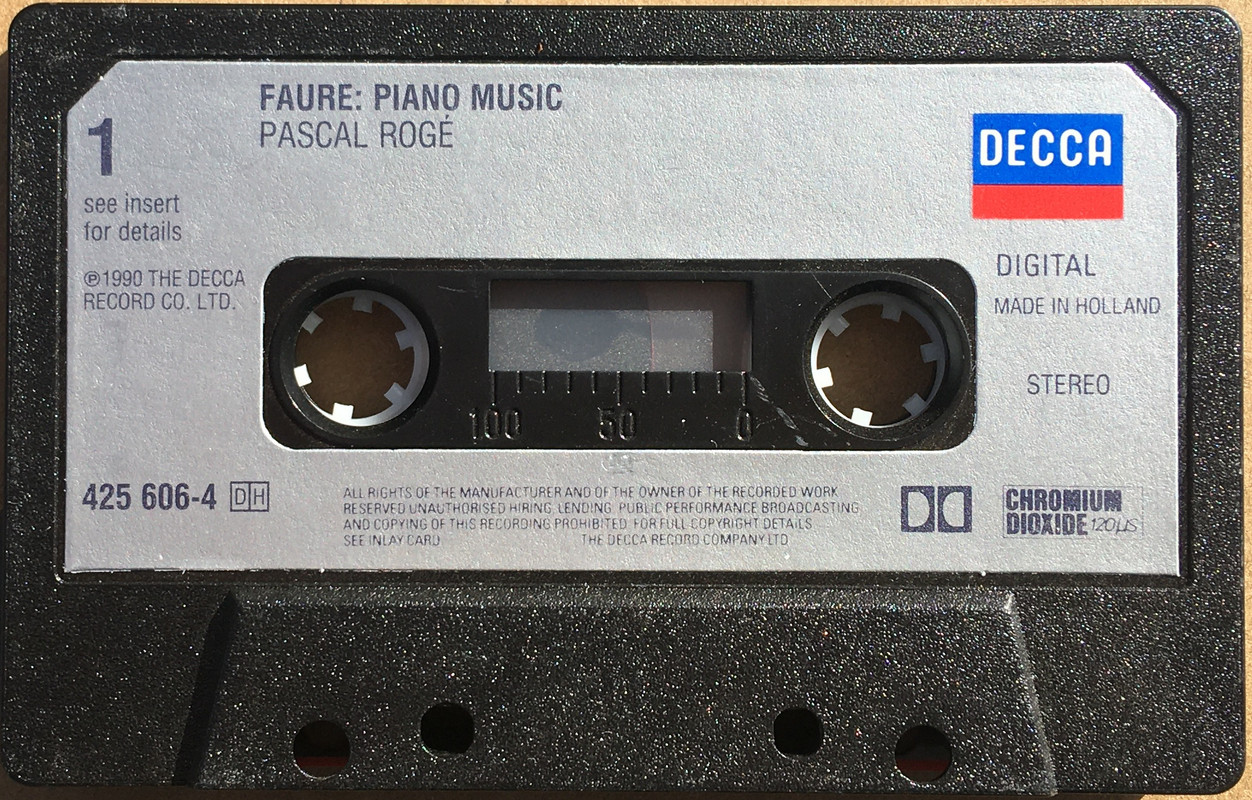 FAURE: PIANO MUSIC
PASCAL ROGÉ
1
see insert
for details
℗1990 THE DECCA
RECORD CO. LTD.
DECCA
DIGITAL
MADE IN HOLLAND
STEREO
100 50 0
425 606-4 DH
ALL RIGHTS OF THE MANUFACTURER AND OF THE OWNER OF THE RECORDED WORK
RESERVED UNAUTHORISED HIRING, LENDING, PUBLIC PERFORMANCE BROADCASTING
AND COPYING OF THIS RECORDING PROHIBITED. FOR FULL COPYRIGHT DETAILS
SEE INLAY CARD THE DECCA RECORD COMPANY LTD
CHROMIUM
DIOXIDE 120µS